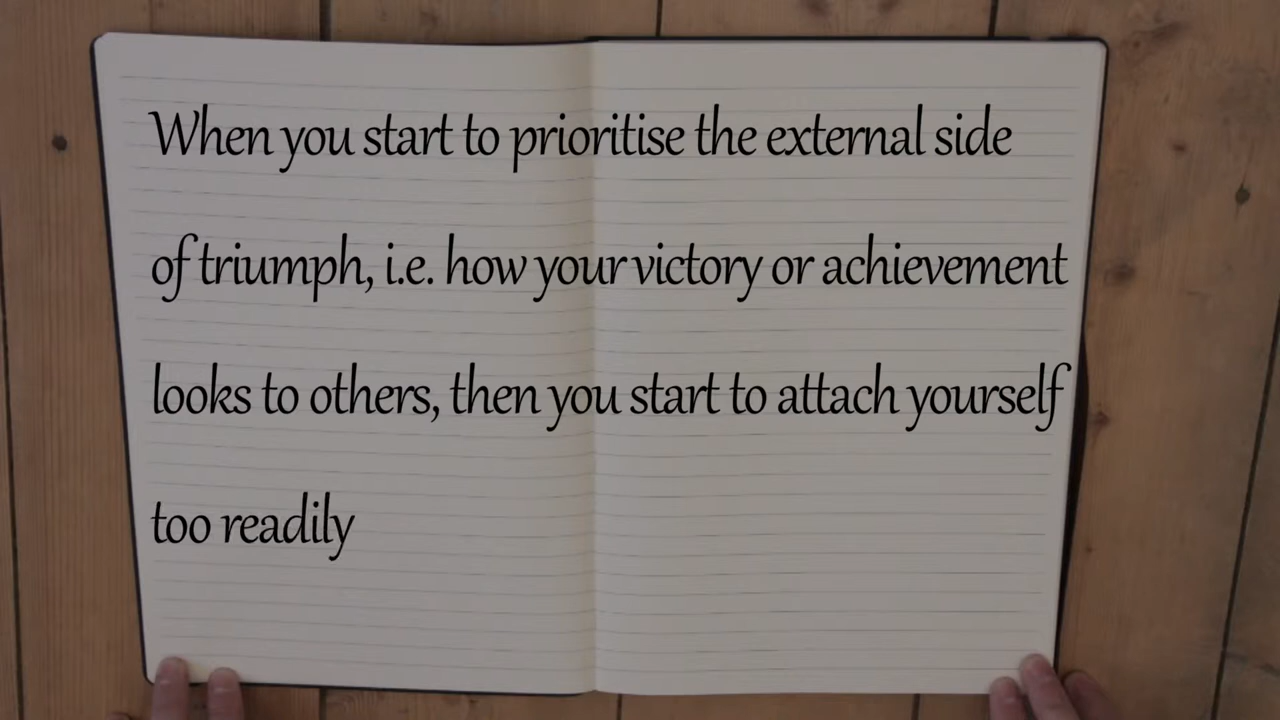 When you start to prioritise the external side
of triumph, i.e. how your victory or achievement
looks to others, then you start to attach yourself
too readily